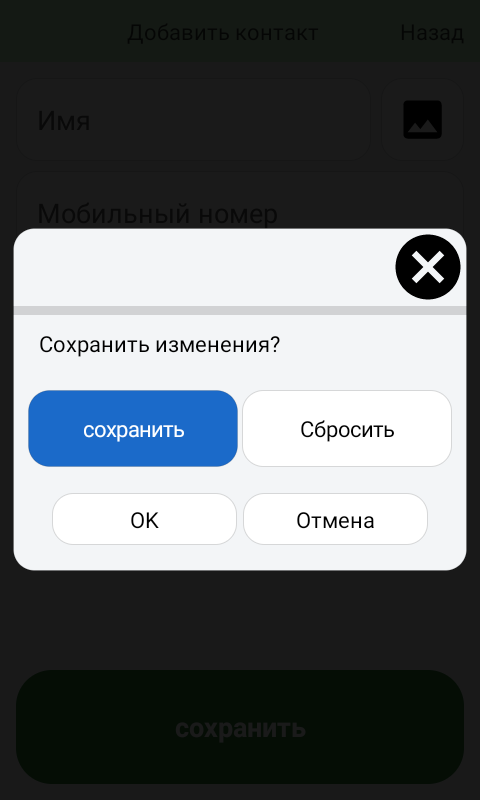 Добавить контакт Назад
Имя
Мобильный номер
Сохранить изменения?
сохранить Сбросить
OK Отмена
сохранить